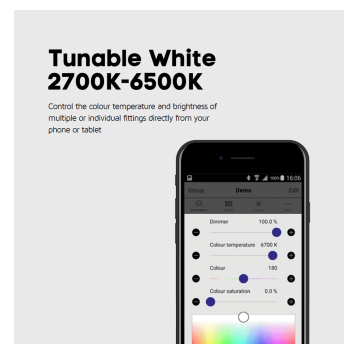 Tunable White
2700K-6500K
Control the colour temperature and brightness of
multiple or individual fittings directly from your
phone or tablet
100% 16:06
Group Demo Edit
Dimmer 100.0 %
Colour temperature 6700 K
Colour 180
Colour saturation 0.0 %